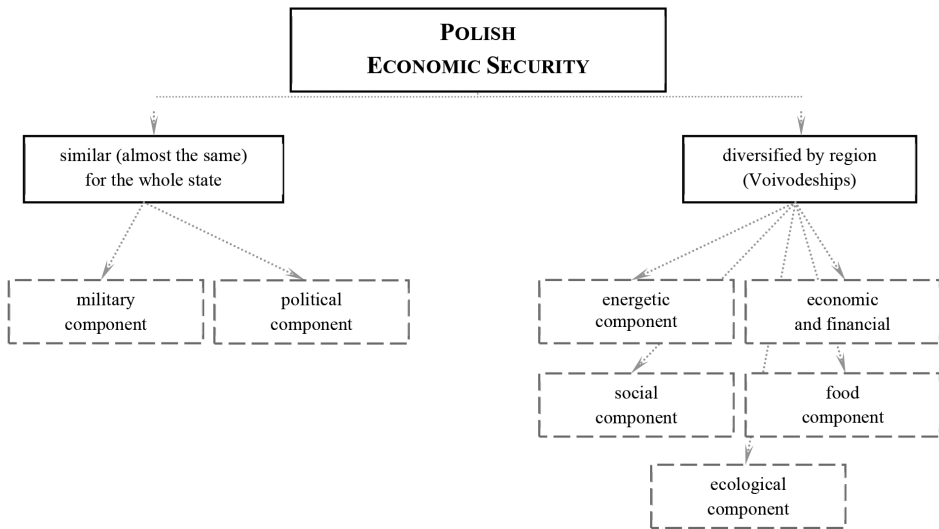 POLISH
ECONOMIC SECURITY
similar (almost the same)
for the whole state
diversified by region
(Voivodeships)
military
component
political
component
energetic
component
economic
and financial
social
component
food
component
ecological
component